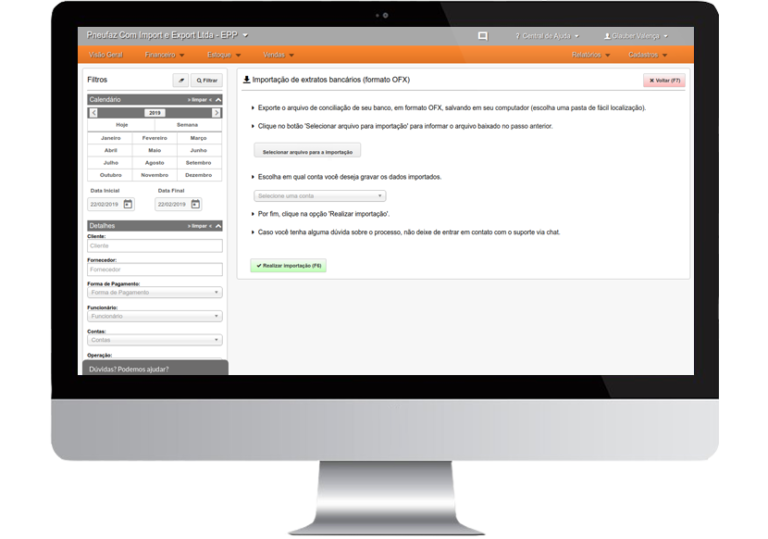 Pneufaz Com Import e Export Ltda - EPP
? Central de Ajuda
Glauber Valença
Visão Geral Financeiro Estoque Vendas Relatórios Cadastros
Filtros
Filtrar
Calendário > limpar <
2019
Hoje Semana
Janeiro Fevereiro Março
Abril Maio Junho
Julho Agosto Setembro
Outubro Novembro Dezembro
Data Inicial Data Final
22/02/2019 22/02/2019
Detalhes > limpar <
Cliente:
Cliente
Fornecedor:
Fornecedor
Forma de Pagamento:
Forma de Pagamento
Funcionário:
Funcionário
Contas:
Contas
Operação:
Dúvidas? Podemos ajudar?
Importação de extratos bancários (formato OFX)
Voltar (F7)
Exporte o arquivo de conciliação de seu banco, em formato OFX, salvando em seu computador (escolha uma pasta de fácil localização).
Clique no botão 'Selecionar arquivo para importação' para informar o arquivo baixado no passo anterior.
Selecionar arquivo para a importação
Escolha em qual conta você deseja gravar os dados importados.
Selecione uma conta
Por fim, clique na opção 'Realizar importação'.
Caso você tenha alguma dúvida sobre o processo, não deixe de entrar em contato com o suporte via chat.
Realizar importação (F6)